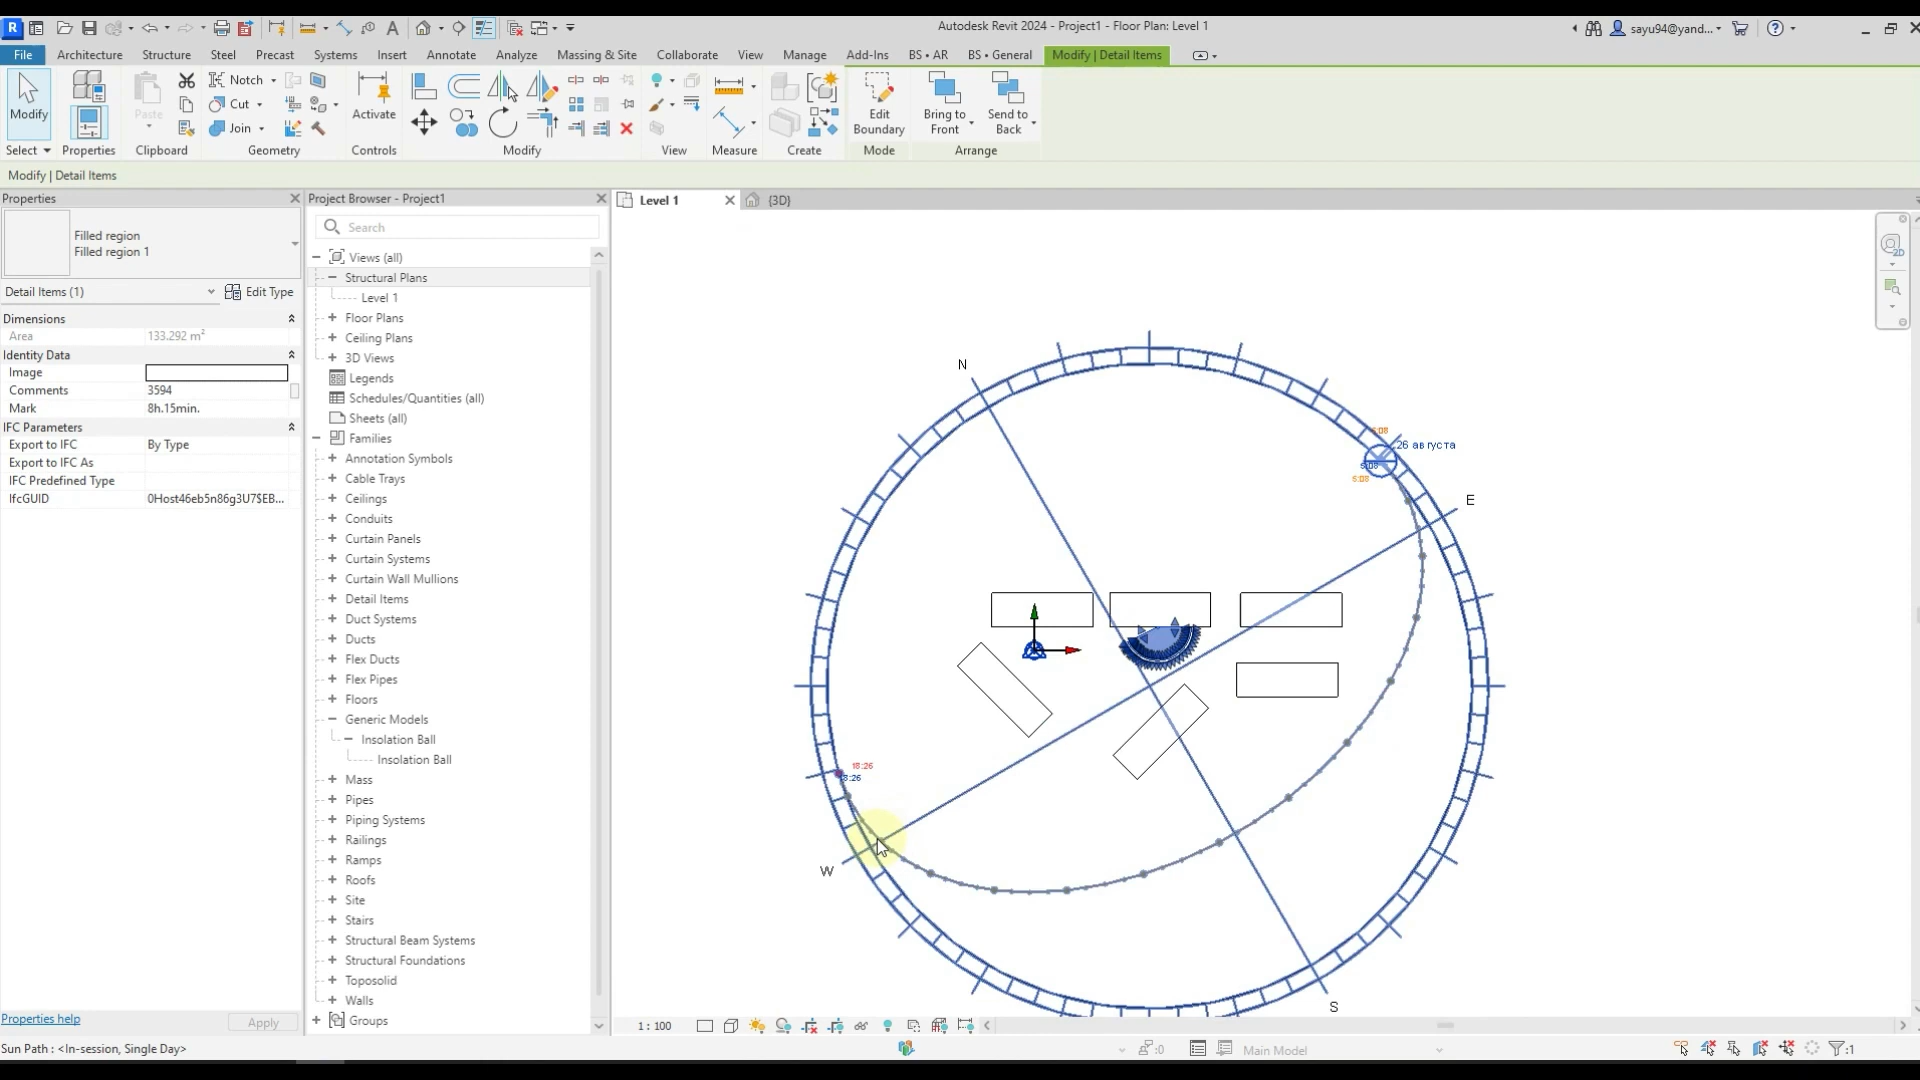 Autodesk Revit 2024 - Project1 - Floor Plan: Level 1
sayu94@yand...
File Architecture Structure Steel Precast Systems Insert Annotate Analyze Massing & Site Collaborate View Manage Add-Ins BS • AR BS • General Modify | Detail Items
Modify
Paste
Notch
Cut
Join
Activate
Edit Boundary
Bring to Front
Send to Back
Select Properties Clipboard Geometry Controls Modify View Measure Create Mode Arrange
Modify | Detail Items
Properties
Filled region
Filled region 1
Detail Items (1) Edit Type
Dimensions
Area 133.292 m²
Identity Data
Image
Comments 3594
Mark 8h.15min.
IFC Parameters
Export to IFC By Type
Export to IFC As
IFC Predefined Type
IfcGUID 0Host46eb5n86g3U7$EB...
Properties help Apply
Project Browser - Project1
Search
Views (all)
Structural Plans
Level 1
Floor Plans
Ceiling Plans
3D Views
Legends
Schedules/Quantities (all)
Sheets (all)
Families
Annotation Symbols
Cable Trays
Ceilings
Conduits
Curtain Panels
Curtain Systems
Curtain Wall Mullions
Detail Items
Duct Systems
Ducts
Flex Ducts
Flex Pipes
Floors
Generic Models
Insolation Ball
Insolation Ball
Mass
Pipes
Piping Systems
Railings
Ramps
Roofs
Site
Stairs
Structural Beam Systems
Structural Foundations
Toposolid
Walls
Groups
Level 1 {3D}
2D
N
26 августа
E
18:26
18:26
W
S
1 : 100
Sun Path : <In-session, Single Day>
:0
Main Model
:1